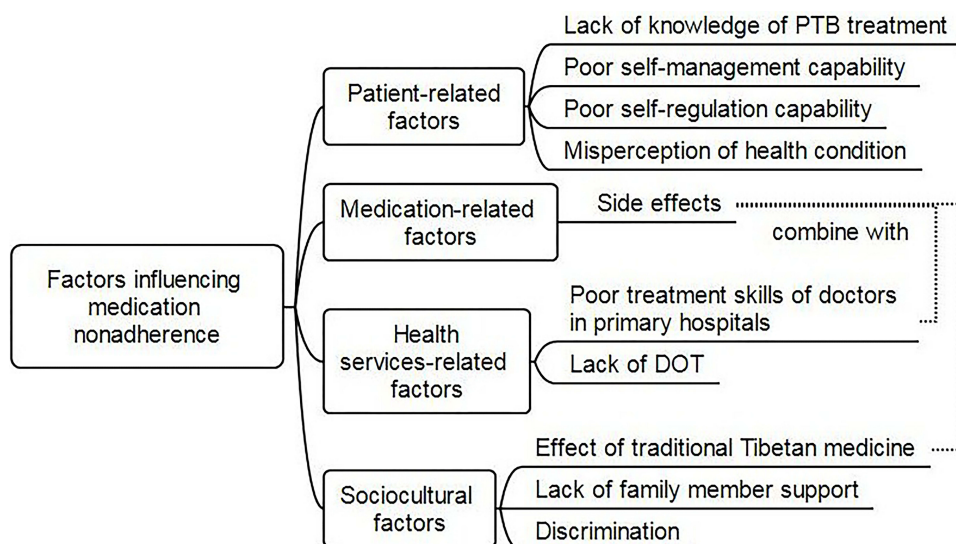 Factors influencing
medication
nonadherence
Patient-related
factors
Lack of knowledge of PTB treatment
Poor self-management capability
Poor self-regulation capability
Misperception of health condition
Medication-related
factors
Side effects
combine with
Health
services-related
factors
Poor treatment skills of doctors
in primary hospitals
Lack of DOT
Sociocultural
factors
Effect of traditional Tibetan medicine
Lack of family member support
Discrimination